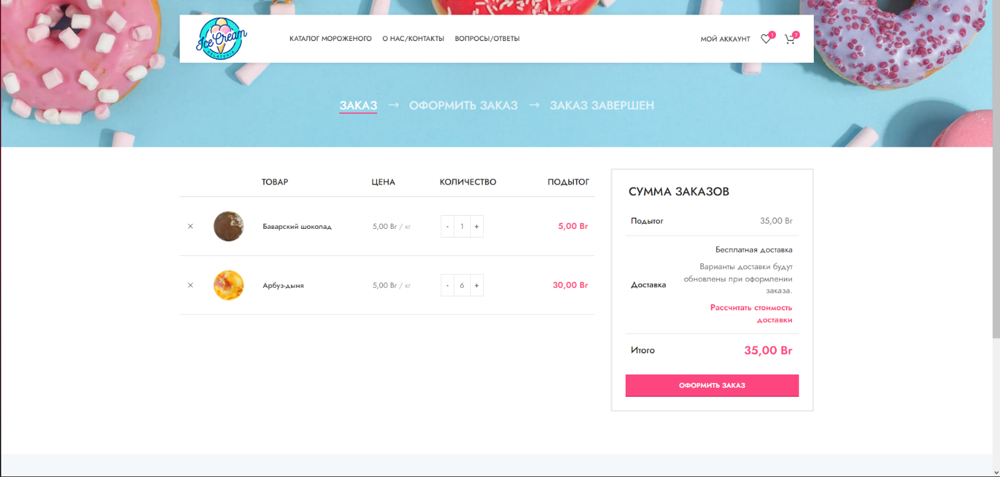 Ice Cream
GELATERIA
КАТАЛОГ МОРОЖЕНОГО О НАС/КОНТАКТЫ ВОПРОСЫ/ОТВЕТЫ
МОЙ АККАУНТ 1 7
ЗАКАЗ → ОФОРМИТЬ ЗАКАЗ → ЗАКАЗ ЗАВЕРШЕН
ТОВАР ЦЕНА КОЛИЧЕСТВО ПОДЫТОГ
× Баварский шоколад 5,00 Br / кг - 1 + 5,00 Br
× Арбуз-дыня 5,00 Br / кг - 6 + 30,00 Br
СУММА ЗАКАЗОВ
Подытог 35,00 Br
Доставка
Бесплатная доставка
Варианты доставки будут
обновлены при оформлении
заказа.
Рассчитать стоимость
доставки
Итого 35,00 Br
ОФОРМИТЬ ЗАКАЗ